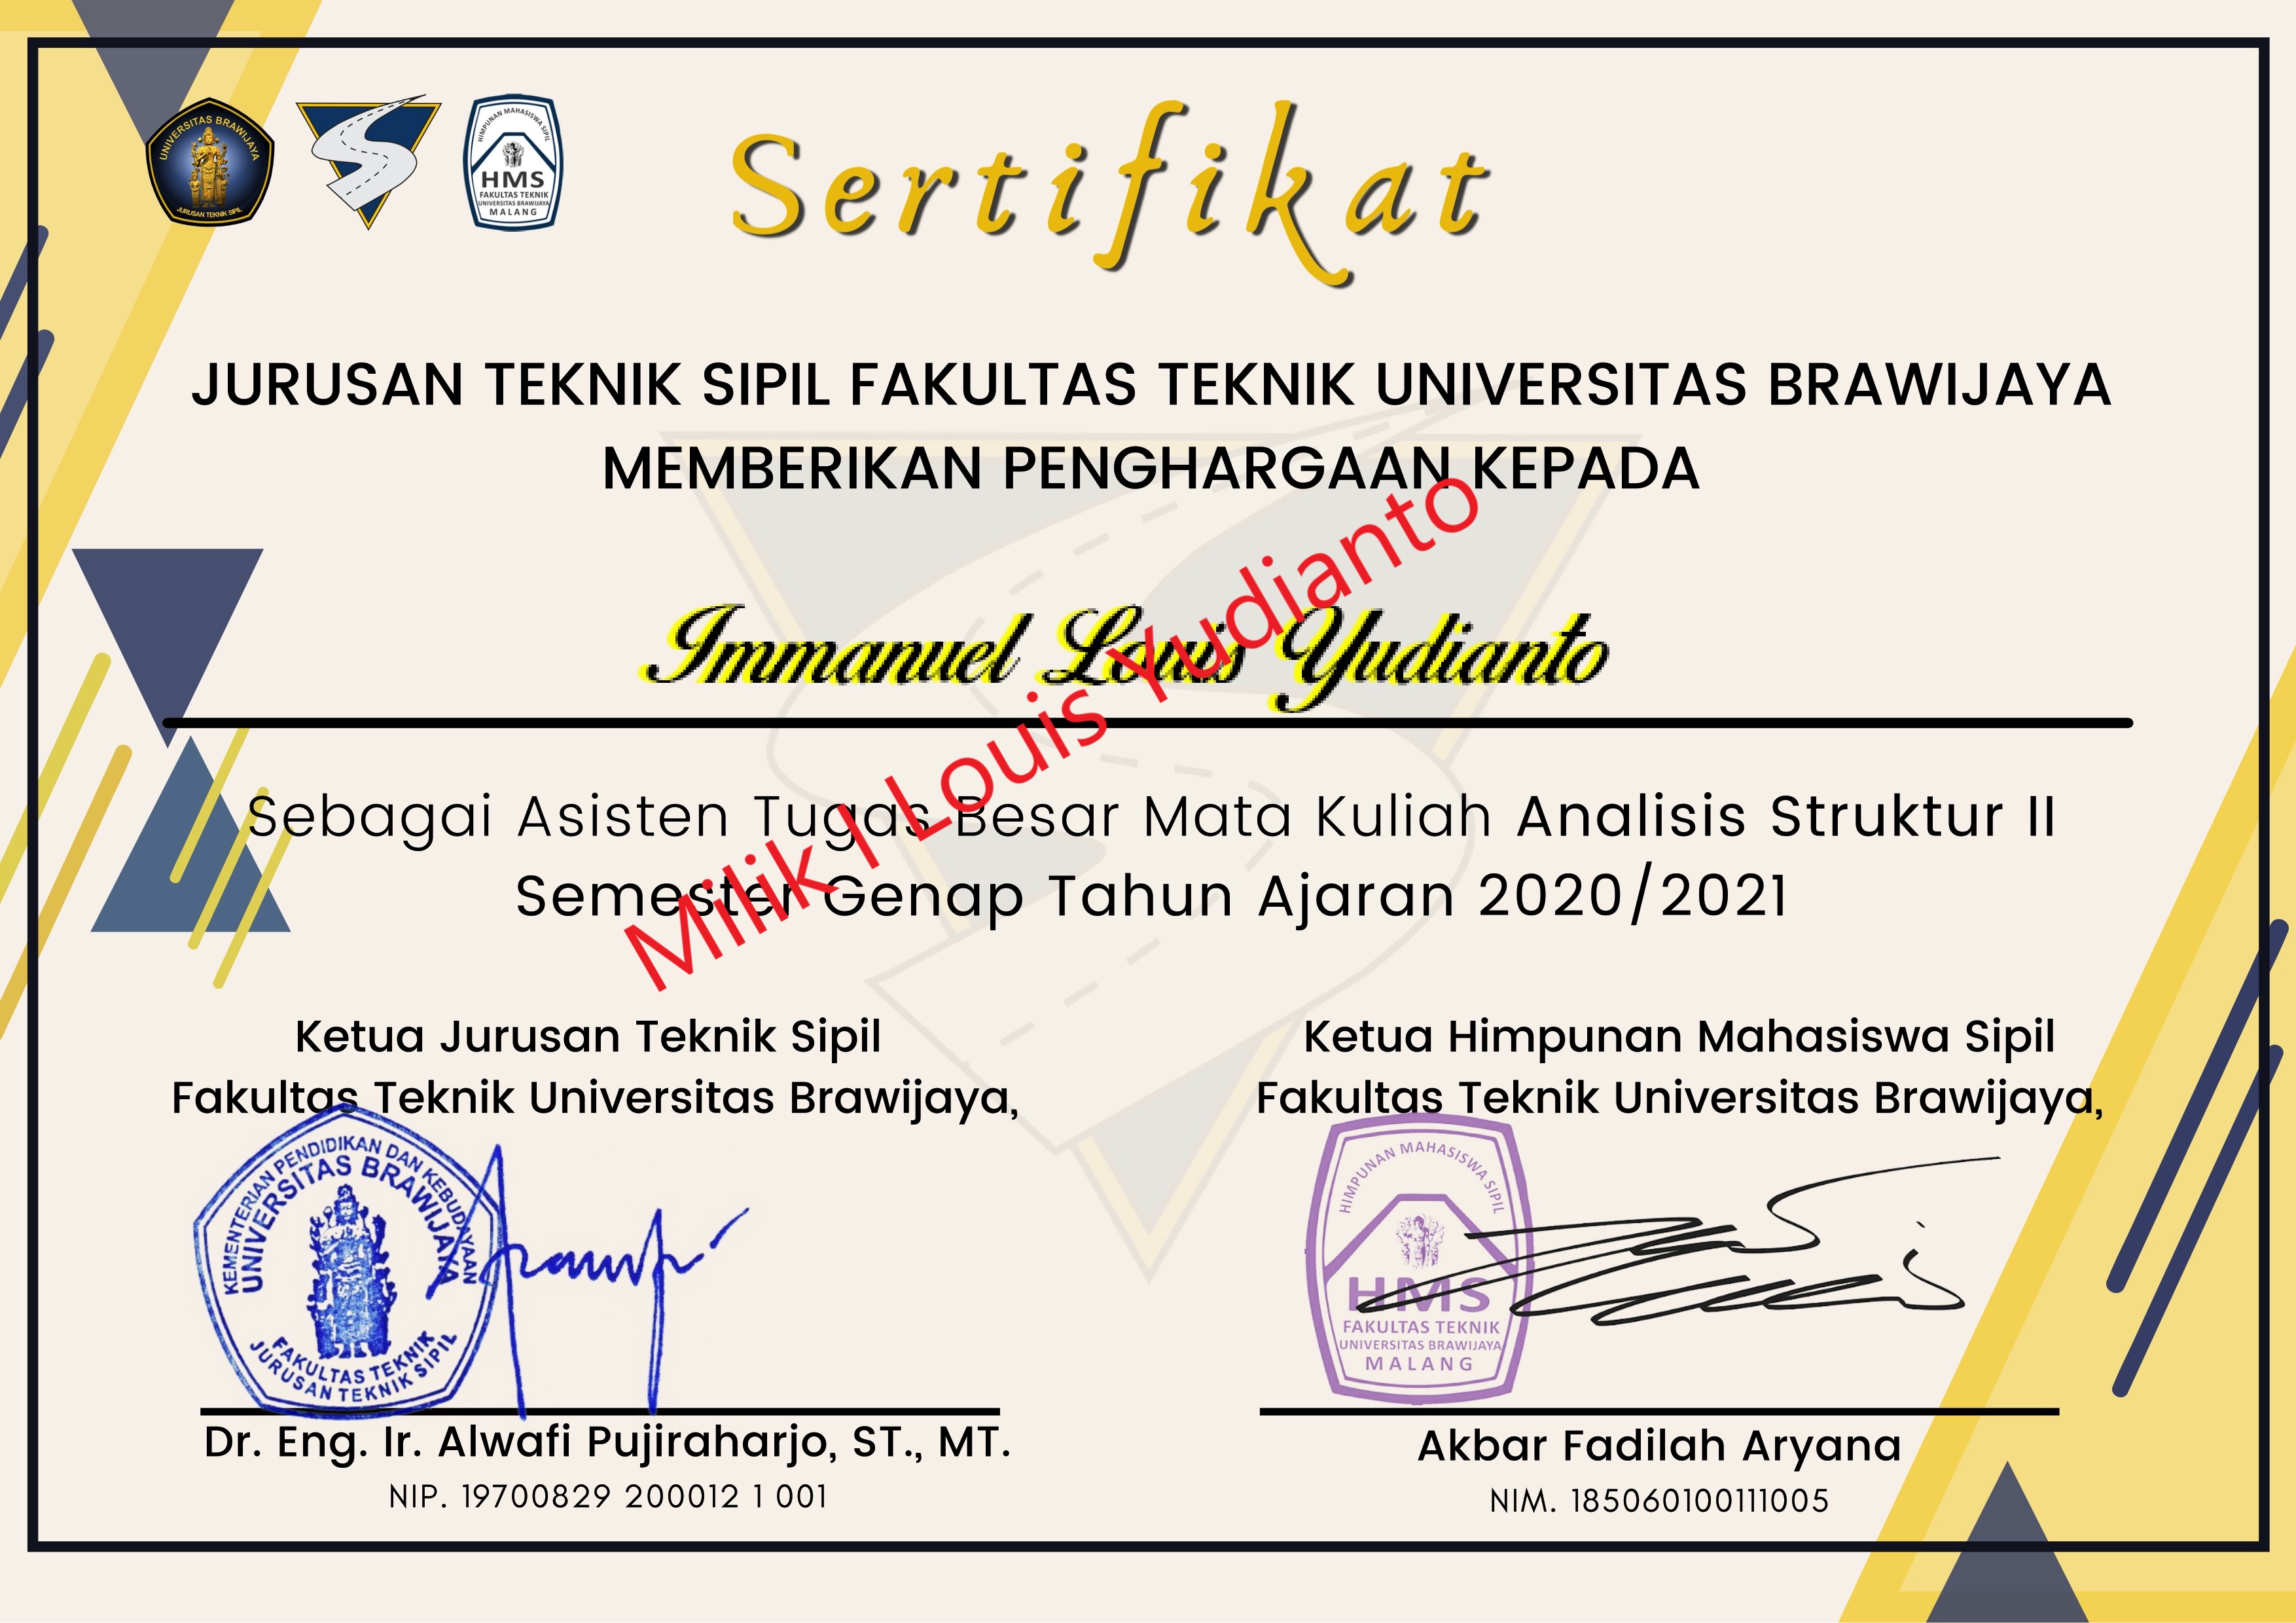 UNIVERSITAS BRAWIJAYA
JURUSAN TEKNIK SIPIL
HIMPUNAN MAHASISWA SIPIL
HMS
FAKULTAS TEKNIK
UNIVERSITAS BRAWIJAYA
MALANG
Sertifikat
JURUSAN TEKNIK SIPIL FAKULTAS TEKNIK UNIVERSITAS BRAWIJAYA
MEMBERIKAN PENGHARGAAN KEPADA
Immanuel Louis Yudianto
Milik I Louis Yudianto
Sebagai Asisten Tugas Besar Mata Kuliah Analisis Struktur II
Semester Genap Tahun Ajaran 2020/2021
Ketua Jurusan Teknik Sipil
Fakultas Teknik Universitas Brawijaya,
KEMENTERIAN PENDIDIKAN DAN KEBUDAYAAN
UNIVERSITAS BRAWIJAYA
FAKULTAS TEKNIK
JURUSAN TEKNIK SIPIL
Dr. Eng. Ir. Alwafi Pujiraharjo, ST., MT.
NIP. 19700829 200012 1 001
Ketua Himpunan Mahasiswa Sipil
Fakultas Teknik Universitas Brawijaya,
HIMPUNAN MAHASISWA SIPIL
HMS
FAKULTAS TEKNIK
UNIVERSITAS BRAWIJAYA
MALANG
Akbar Fadilah Aryana
NIM. 185060100111005